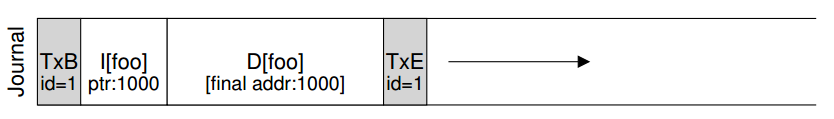 Journal
TxB
id=1
I[foo]
ptr:1000
D[foo]
[final addr:1000]
TxE
id=1